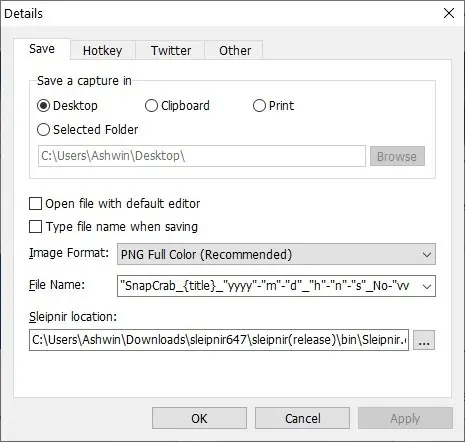 Details
Save Hotkey Twitter Other
Save a capture in
Desktop Clipboard Print
Selected Folder
C:\Users\Ashwin\Desktop\ Browse
Open file with default editor
Type file name when saving
Image Format: PNG Full Color (Recommended)
File Name: "SnapCrab_{title}_"yyyy"-"m"-"d"_"h"-"n"-"s"_No-"vv
Sleipnir location:
C:\Users\Ashwin\Downloads\sleipnir647\sleipnir(release)\bin\Sleipnir. ...
OK Cancel Apply